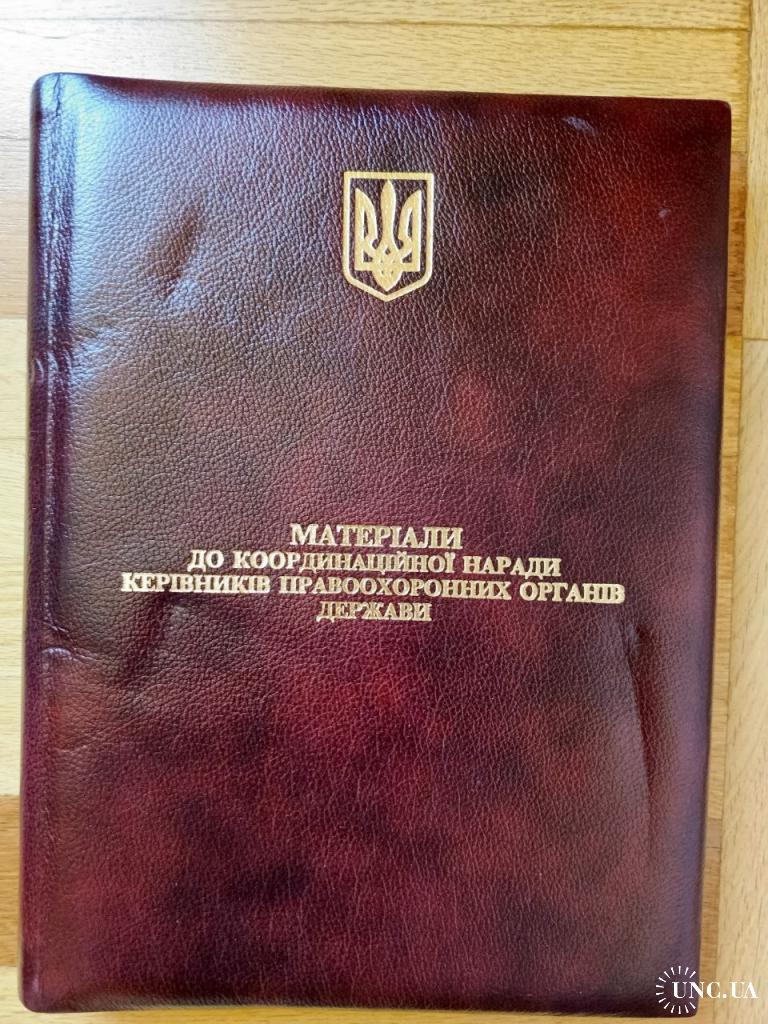 МАТЕРІАЛИ
ДО КООРДИНАЦІЙНОЇ НАРАДИ
КЕРІВНИКІВ ПРАВООХОРОННИХ ОРГАНІВ
ДЕРЖАВИ
UNC.UA